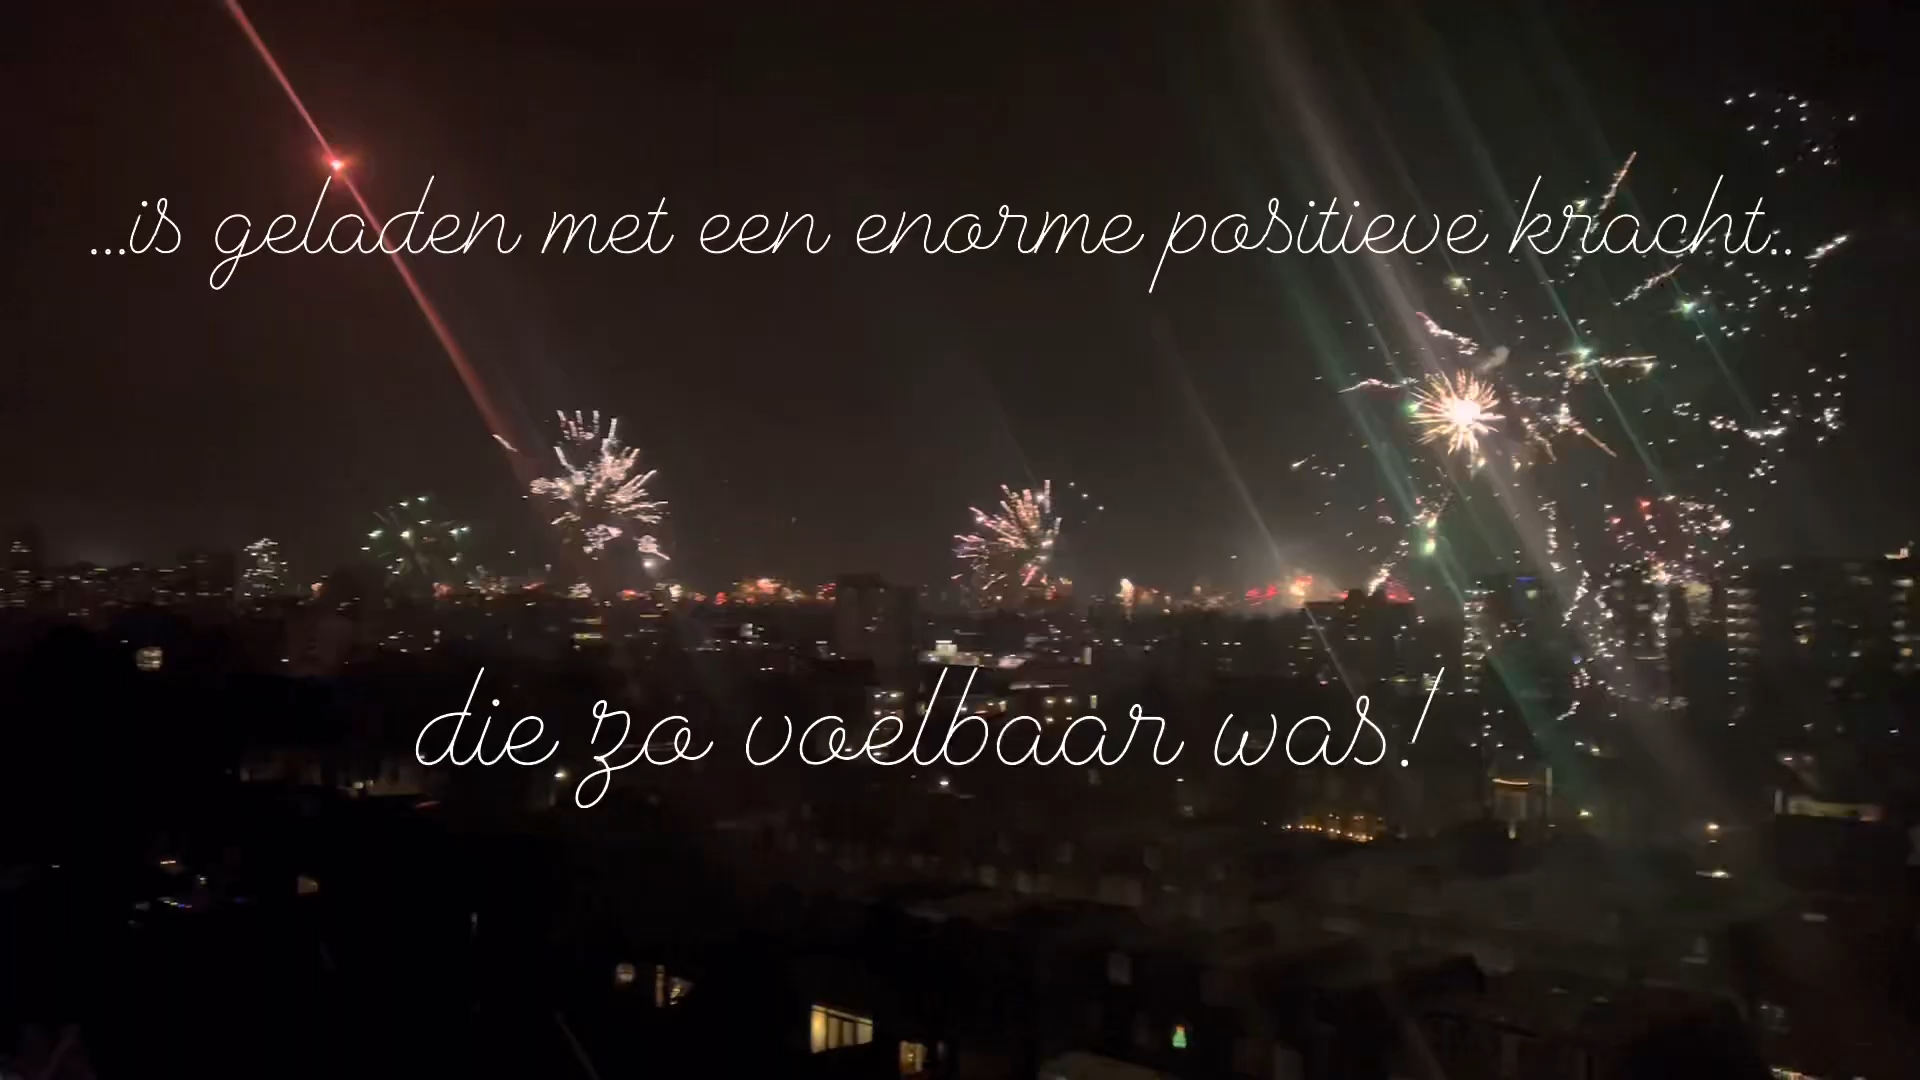 ...is geladen met een enorme positieve kracht..
die zo voelbaar was!